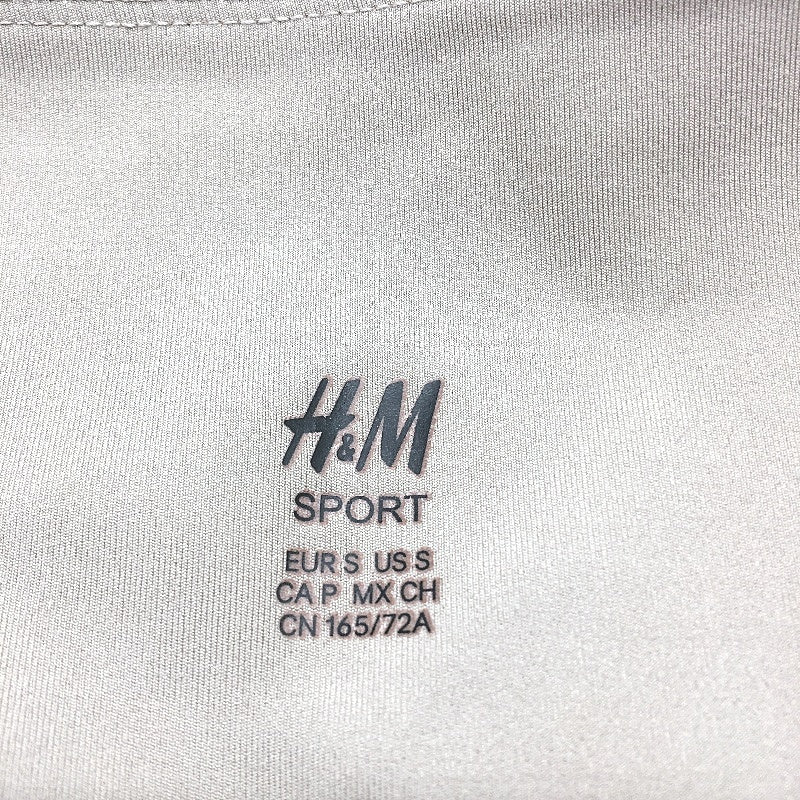 H&M
SPORT
EUR S US S
CA P MX CH
CN 165/72A